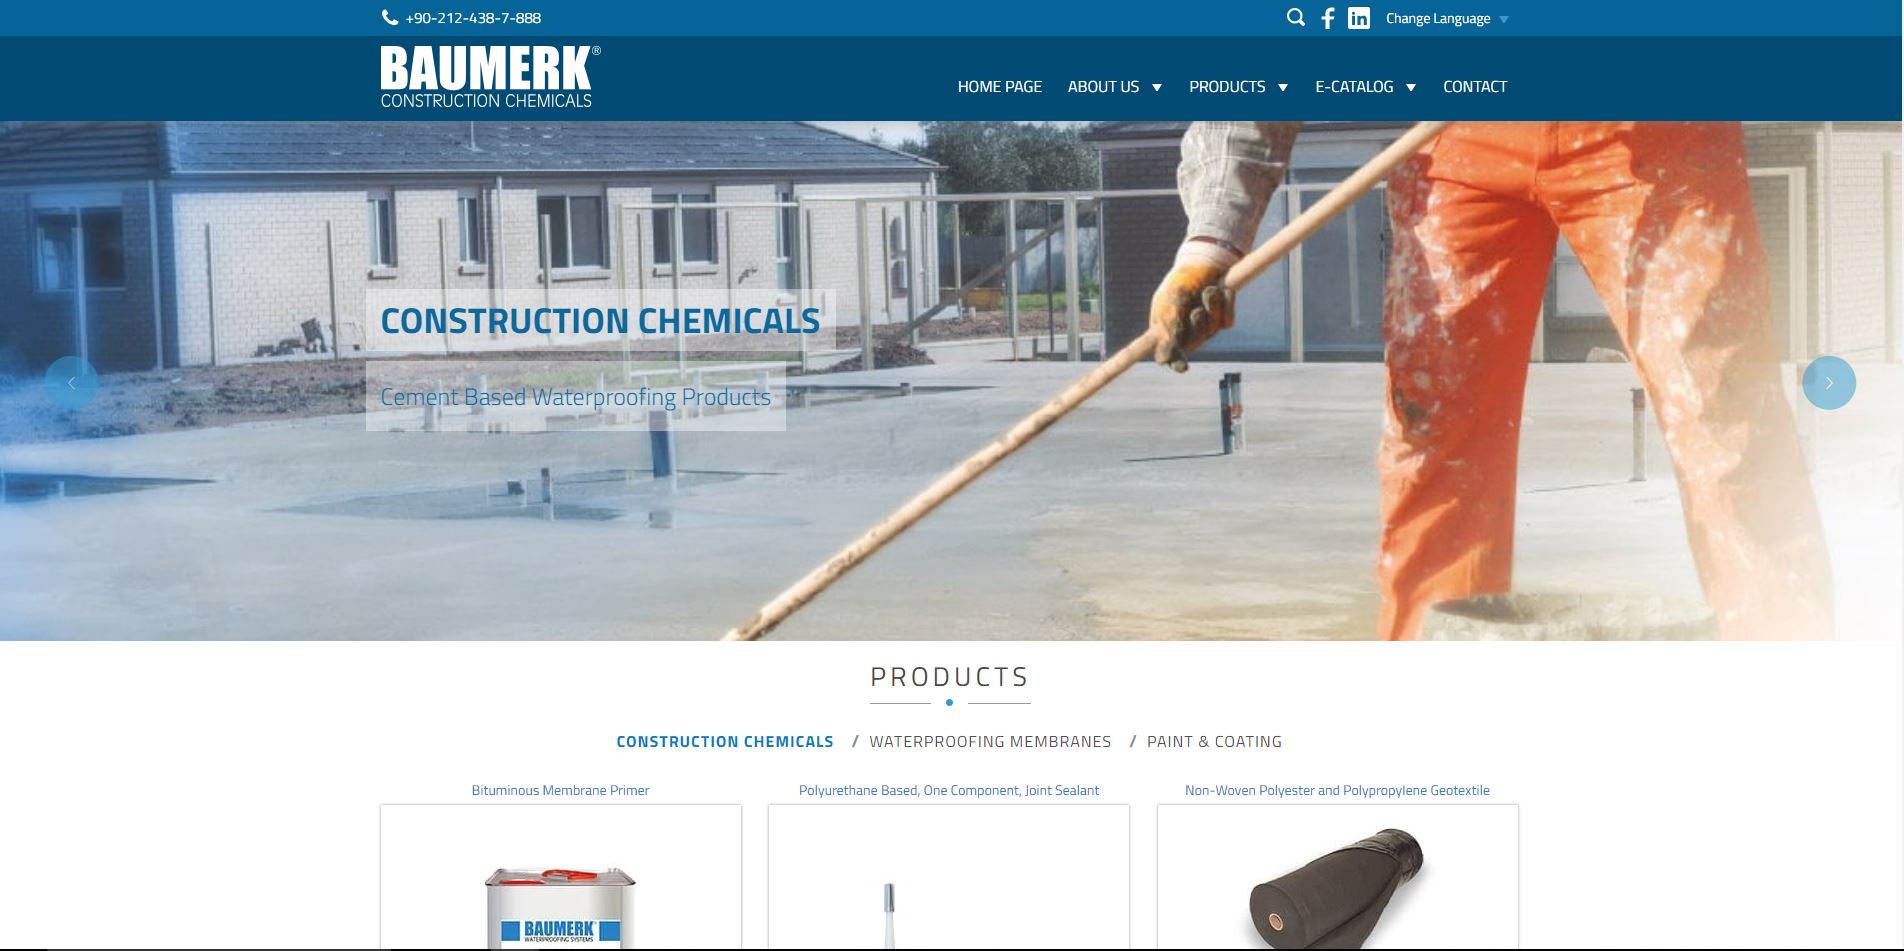 +90-212-438-7-888
Change Language
BAUMERK®
CONSTRUCTION CHEMICALS
HOME PAGE ABOUT US PRODUCTS E-CATALOG CONTACT
CONSTRUCTION CHEMICALS
Cement Based Waterproofing Products
PRODUCTS
CONSTRUCTION CHEMICALS / WATERPROOFING MEMBRANES / PAINT & COATING
Bituminous Membrane Primer
Polyurethane Based, One Component, Joint Sealant
Non-Woven Polyester and Polypropylene Geotextile
BAUMERK
WATERPROOFING SYSTEMS